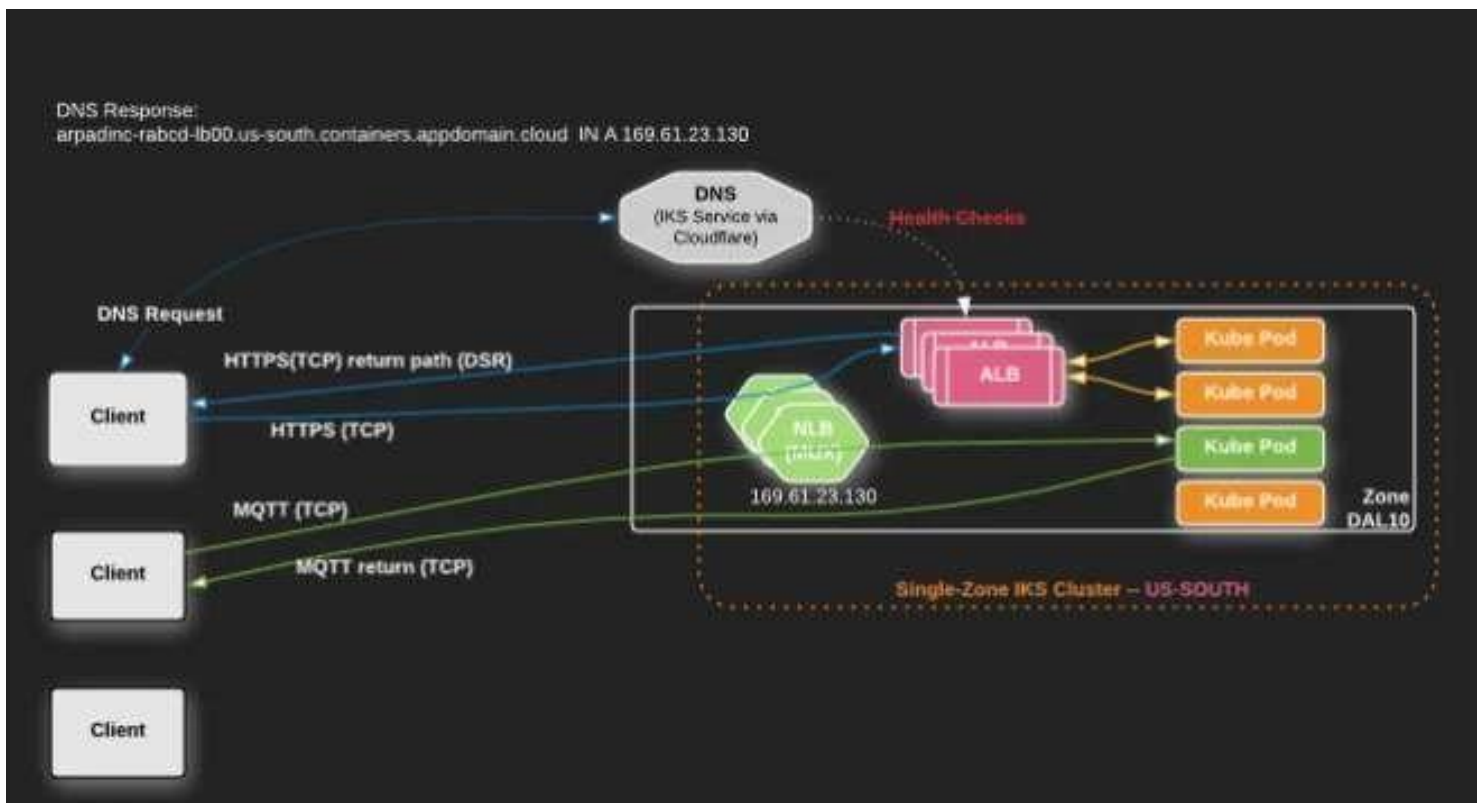 DNS Response:
arpadinc-rabcd-lb00.us-south.containers.appdomain.cloud IN A 169.61.23.130
DNS
(IKS Service via
Cloudflare)
Health Checks
DNS Request
HTTPS(TCP) return path (DSR)
Client
HTTPS (TCP)
ALB
ALB
Kube Pod
Kube Pod
NLB
(MUX)
Kube Pod
169.61.23.130
Kube Pod
Zone
DAL10
MQTT (TCP)
Client
MQTT return (TCP)
Single-Zone IKS Cluster – US-SOUTH
Client